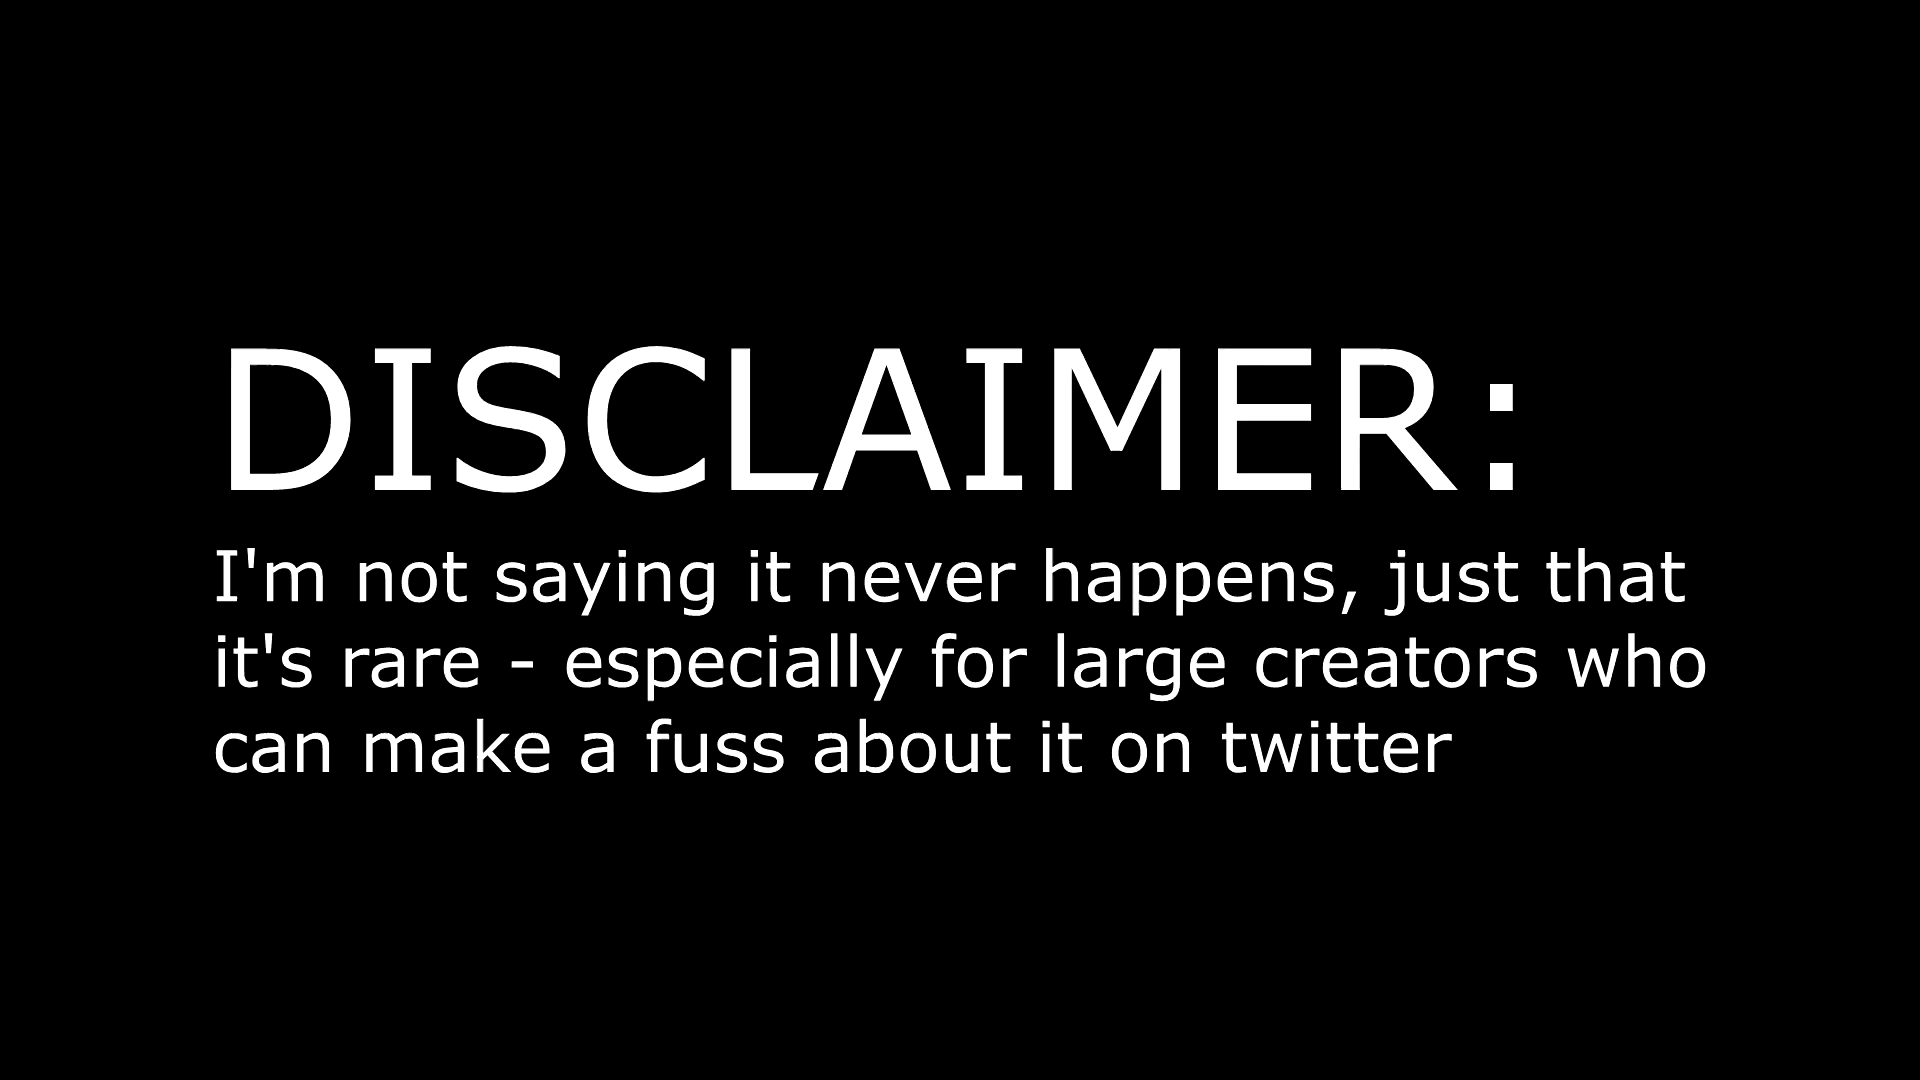 DISCLAIMER:
I'm not saying it never happens, just that
it's rare - especially for large creators who
can make a fuss about it on twitter